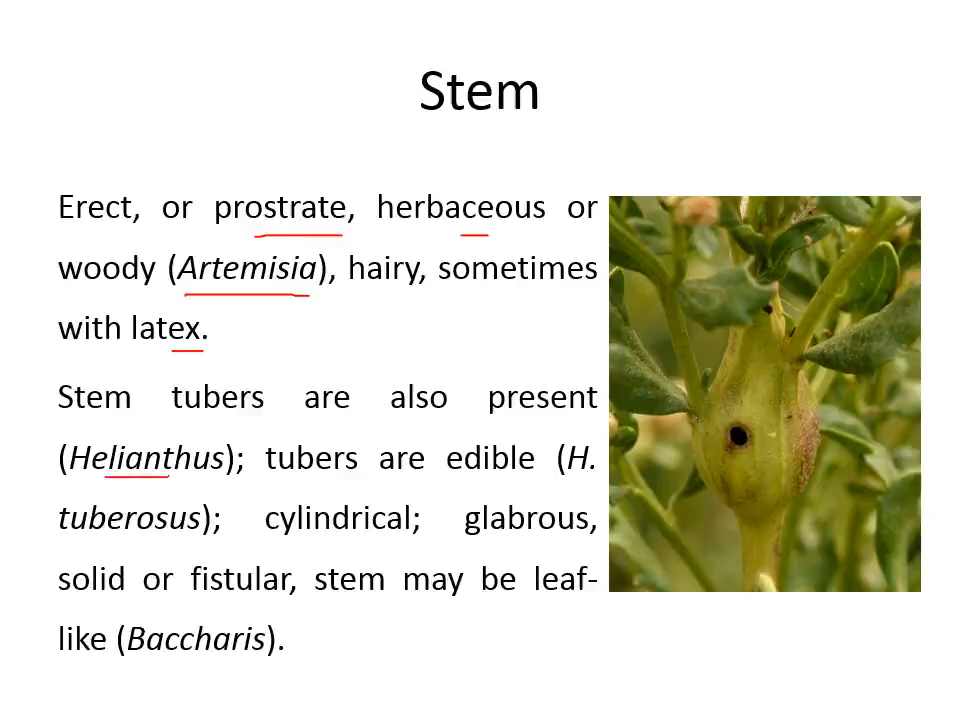 Stem
Erect, or prostrate, herbaceous or
woody (Artemisia), hairy, sometimes
with latex.
Stem tubers are also present
(Helianthus); tubers are edible (H.
tuberosus); cylindrical; glabrous,
solid or fistular, stem may be leaf-
like (Baccharis).